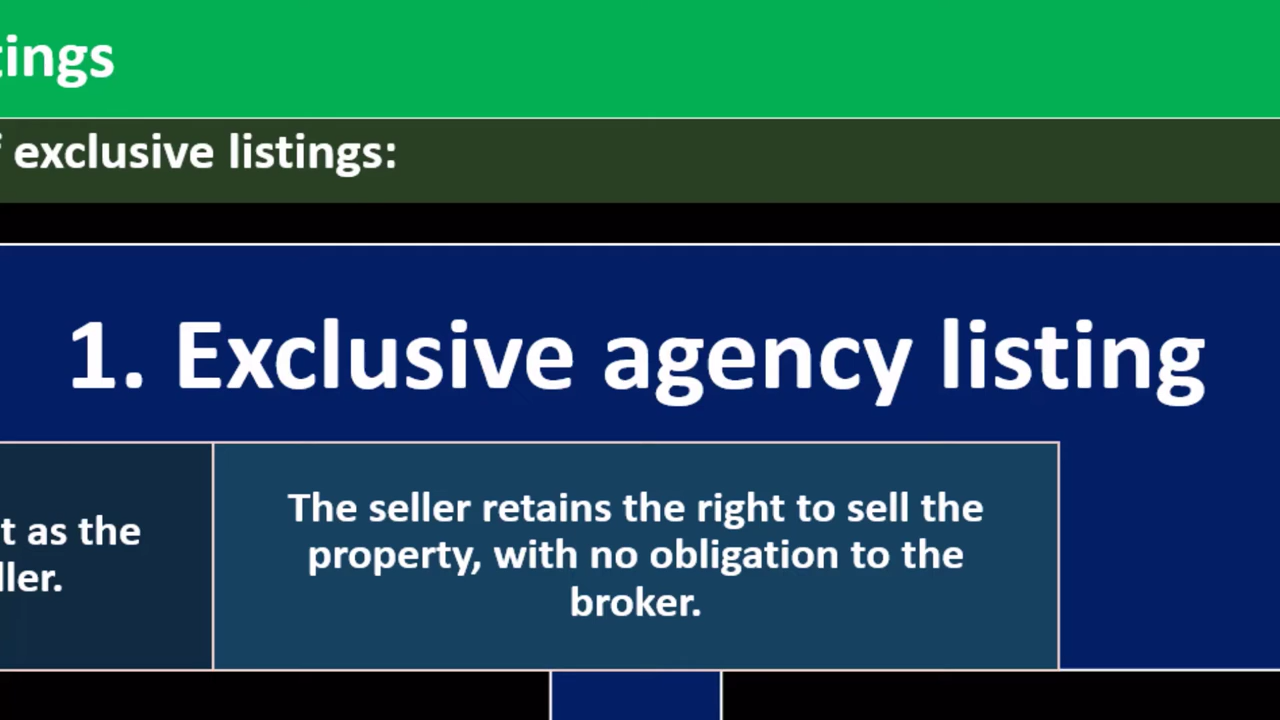 tings
exclusive listings:
1. Exclusive agency listing
t as the
ller.
The seller retains the right to sell the
property, with no obligation to the
broker.